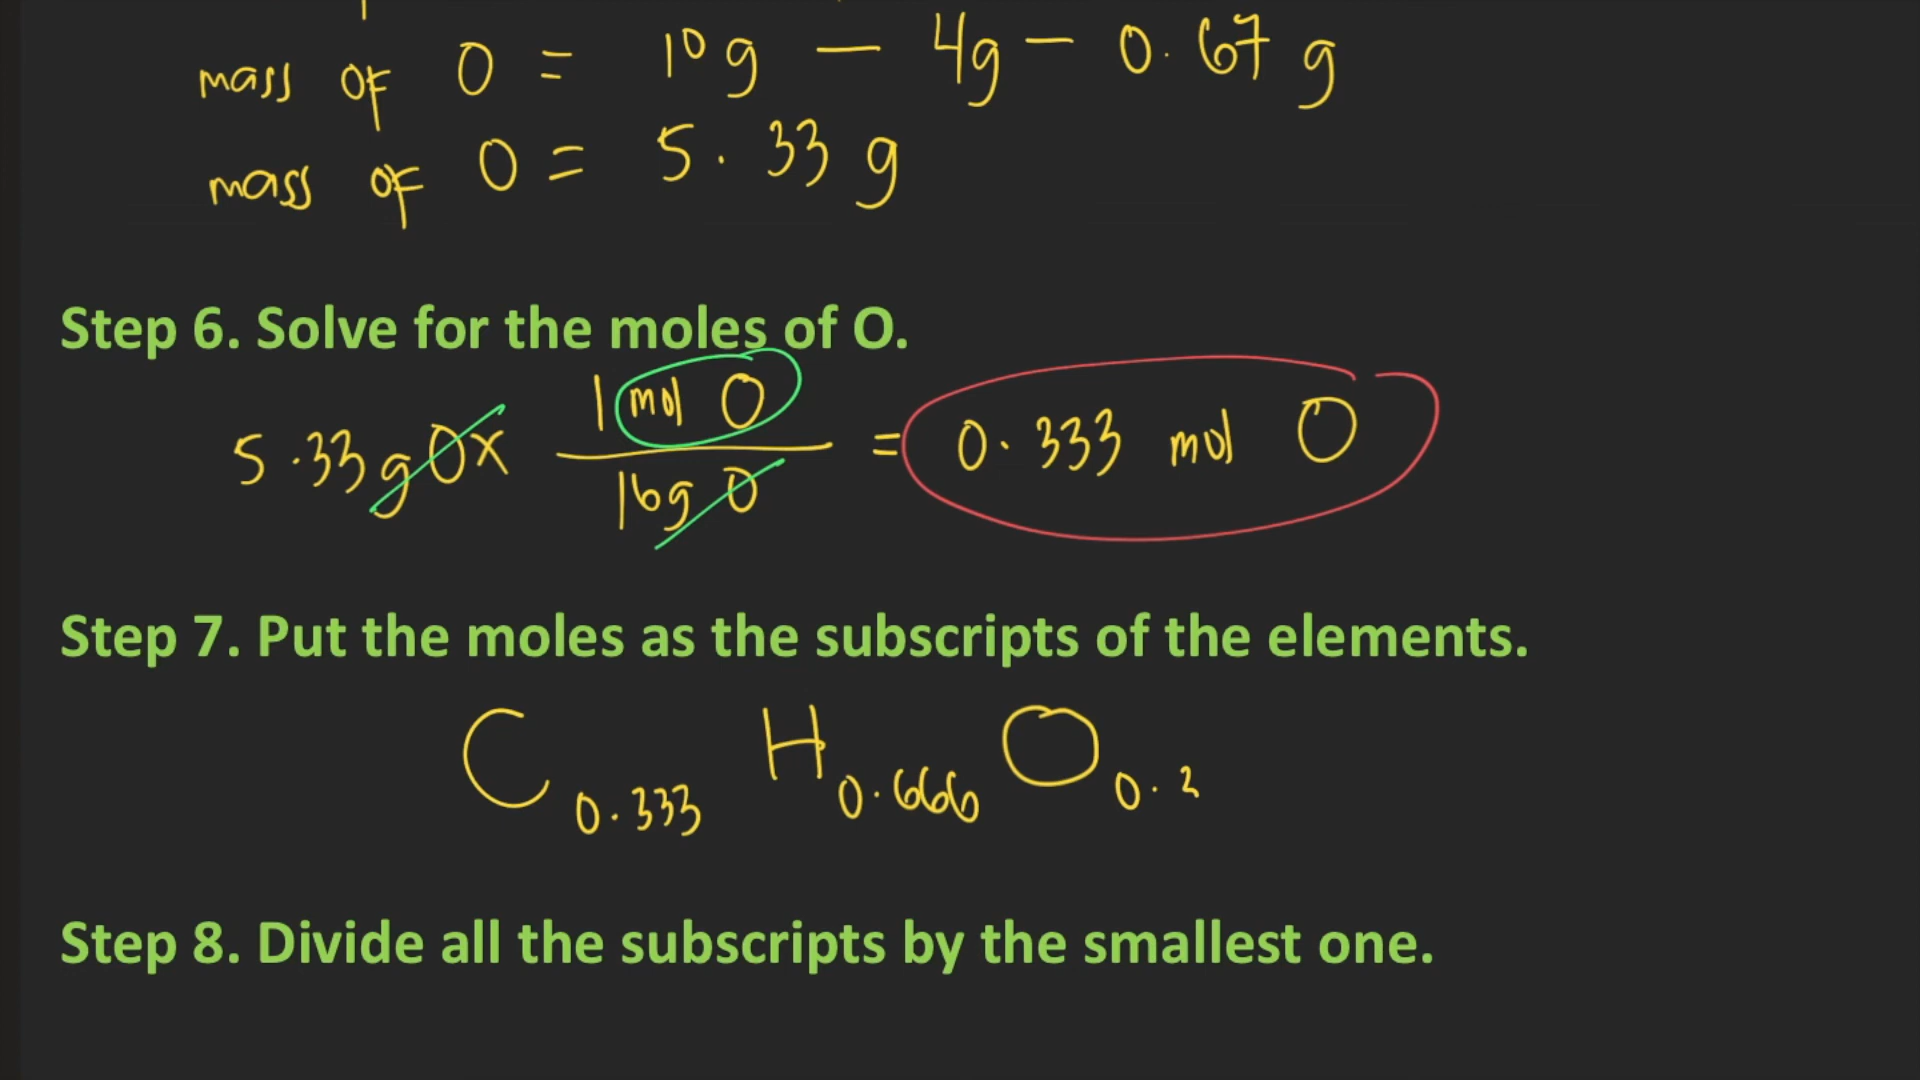 mass of O = 10g — 4g — 0.67 g
mass of O = 5.33 g
Step 6. Solve for the moles of O.
5.33 g O x 1 mol O / 16g O = 0.333 mol O
Step 7. Put the moles as the subscripts of the elements.
C0.333 H0.666 O0.3
Step 8. Divide all the subscripts by the smallest one.